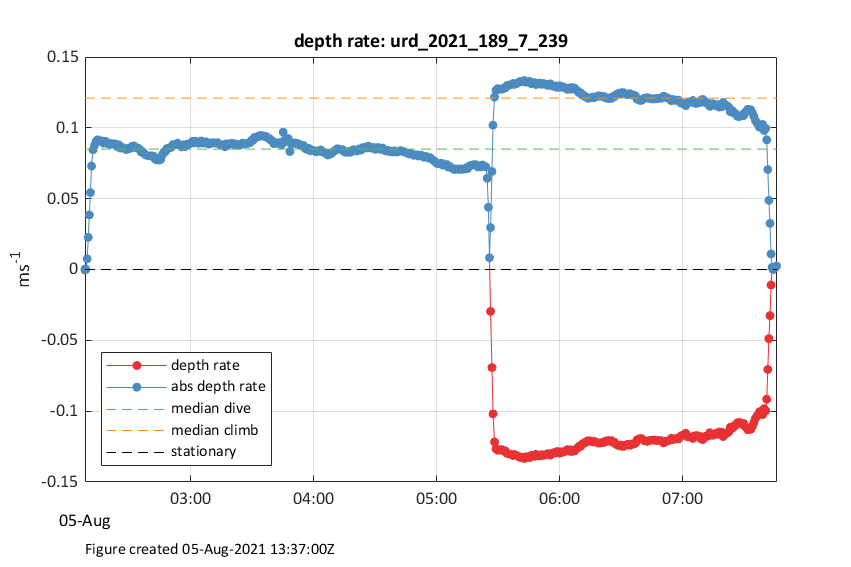 depth rate: urd_2021_189_7_239
0.15
0.1
0.05
0
-0.05
-0.1
-0.15
ms-1
depth rate
abs depth rate
median dive
median climb
stationary
03:00 04:00 05:00 06:00 07:00
05-Aug
Figure created 05-Aug-2021 13:37:00Z